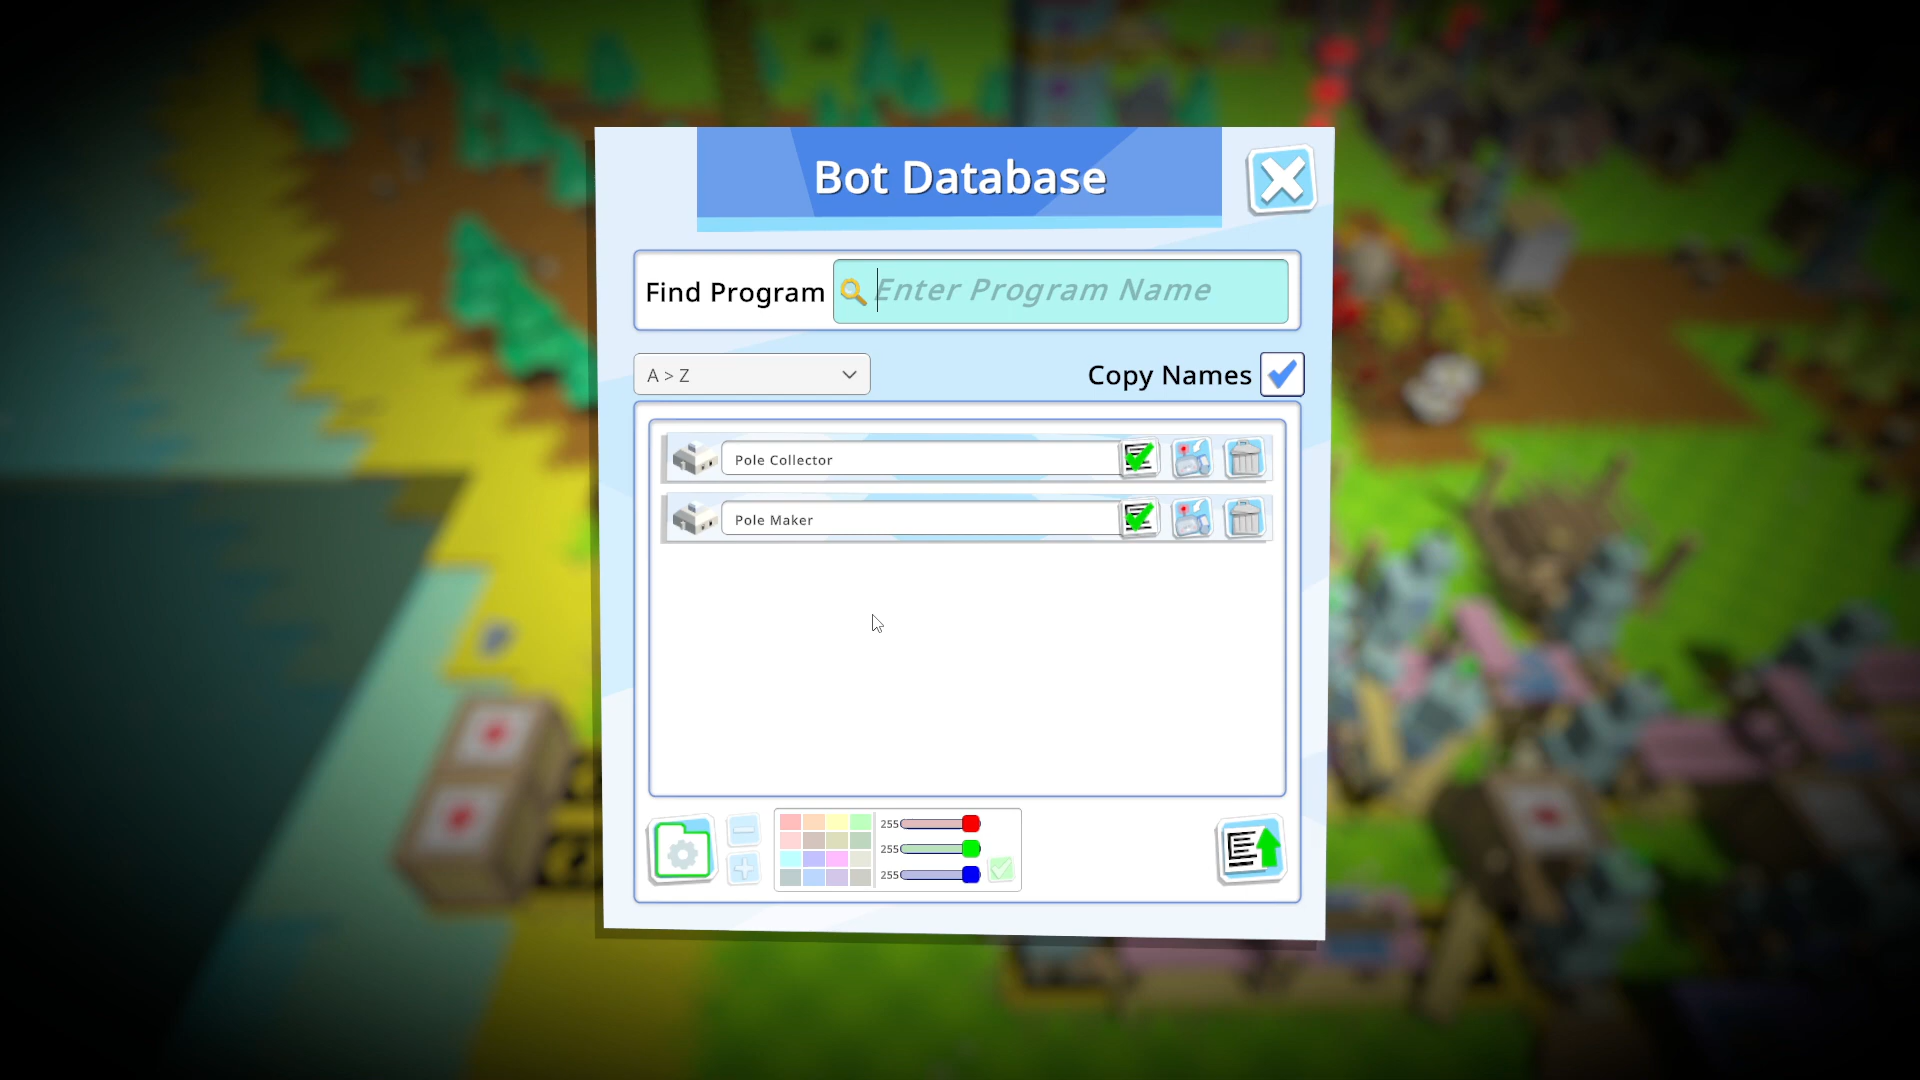 Bot Database
Find Program
Enter Program Name
A > Z
Copy Names
Pole Collector
Pole Maker
255
255
255